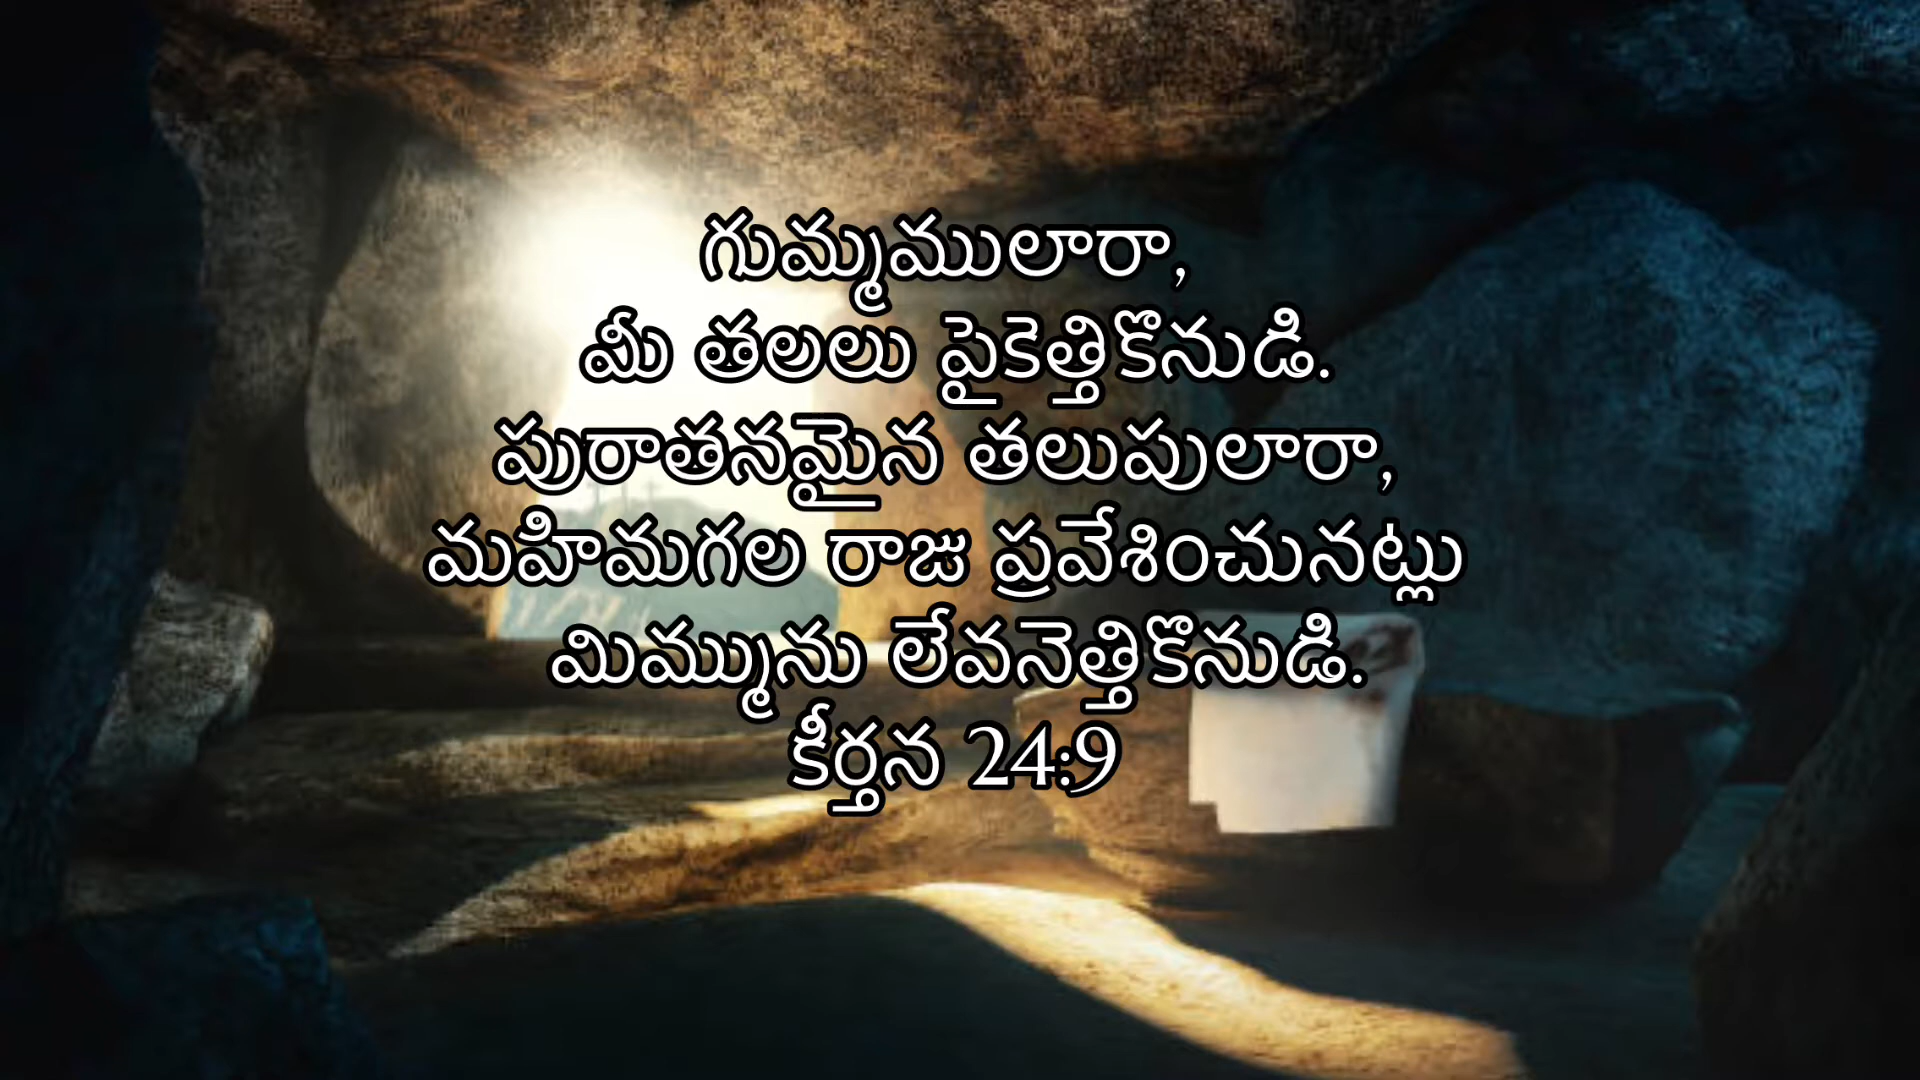 గుమ్మములారా,
మీ తలలు పైకెత్తికొనుడి.
పురాతనమైన తలుపులారా,
మహిమగల రాజు ప్రవేశించునట్లు
మిమ్మును లేవనెత్తికొనుడి.
కీర్తన 24:9